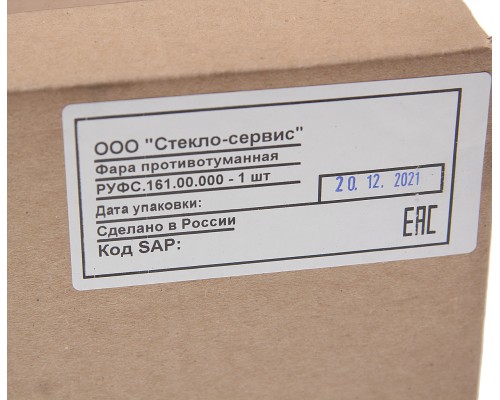 ООО "Стекло-сервис"
Фара противотуманная
РУФС.161.00.000 - 1 шт
Дата упаковки: 20. 12. 2021
Сделано в России
Код SAP:
EAC